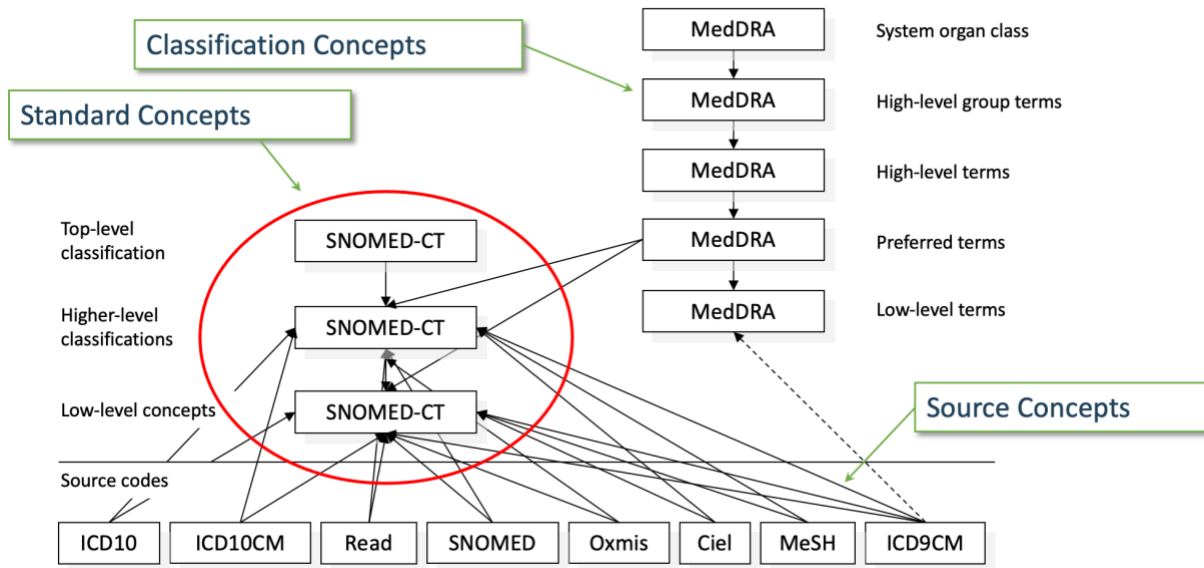 MedDRA
System organ class
Classification Concepts
MedDRA
High-level group terms
Standard Concepts
MedDRA
High-level terms
Top-level
classification
SNOMED-CT
MedDRA
Preferred terms
Higher-level
classifications
SNOMED-CT
MedDRA
Low-level terms
Low-level concepts
SNOMED-CT
Source Concepts
Source codes
ICD10
ICD10CM
Read
SNOMED
Oxmis
Ciel
MeSH
ICD9CM